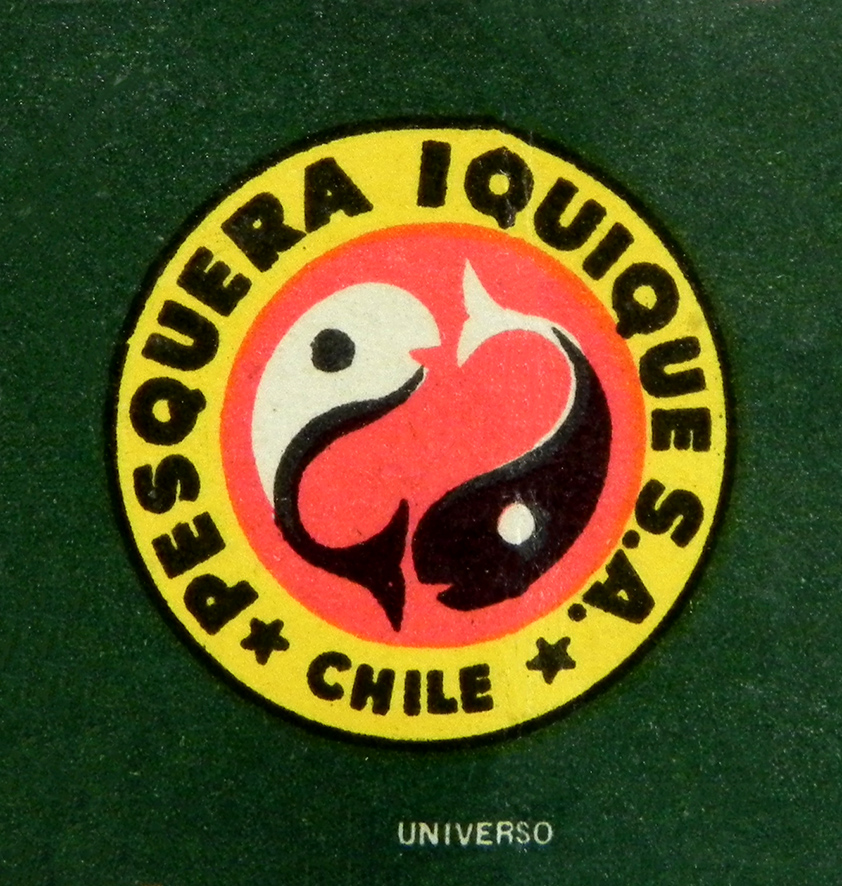 PESQUERA IQUIQUE S.A.
★ CHILE ★
UNIVERSO